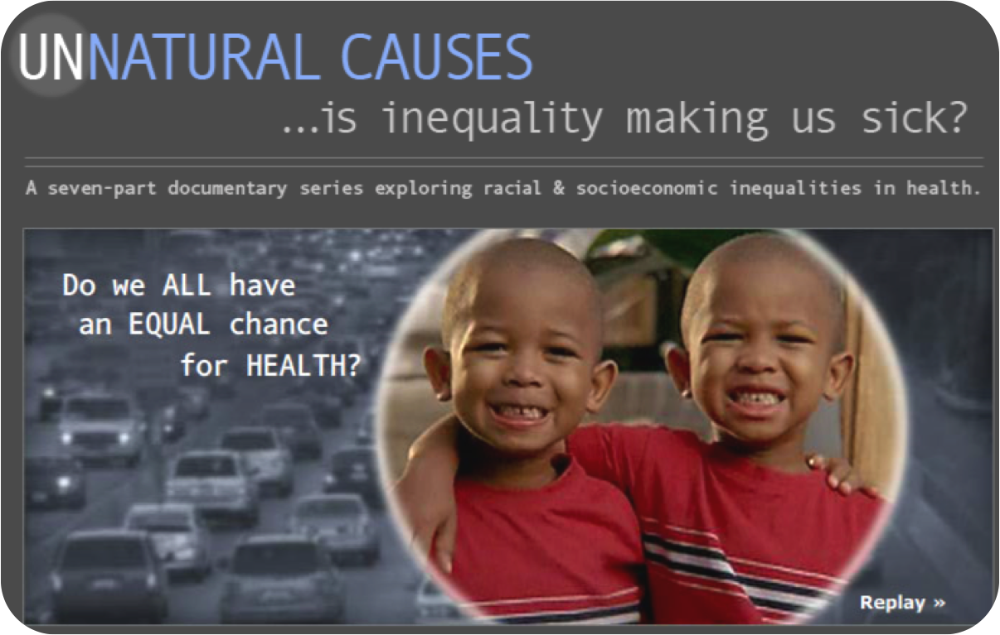 UNNATURAL CAUSES
...is inequality making us sick?
A seven-part documentary series exploring racial & socioeconomic inequalities in health.
Do we ALL have
an EQUAL chance
for HEALTH?
Replay »